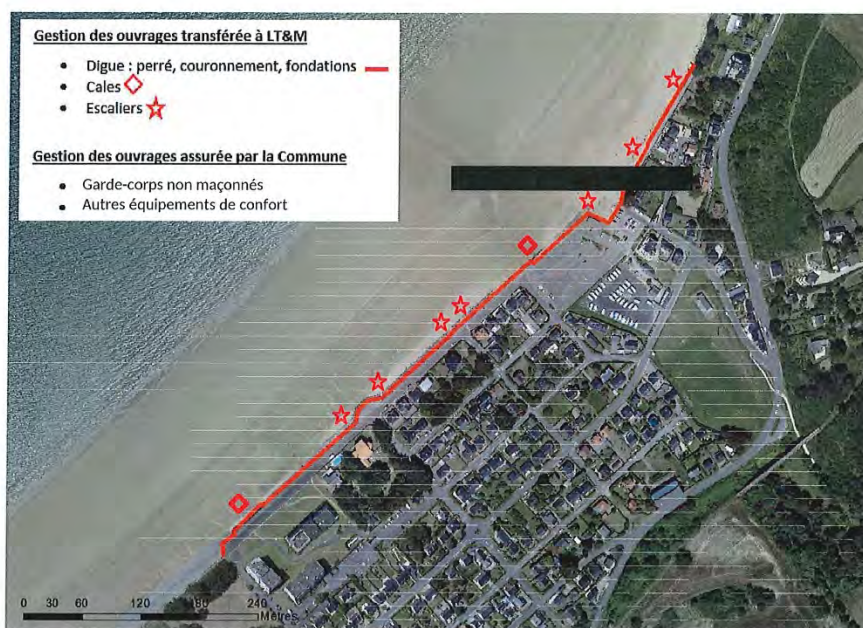 Gestion des ouvrages transférée à LT&M
Digue : perré, couronnement, fondations
Cales
Escaliers
Gestion des ouvrages assurée par la Commune
Garde-corps non maçonnés
Autres équipements de confort
0 30 60 120 180 240
Mètres